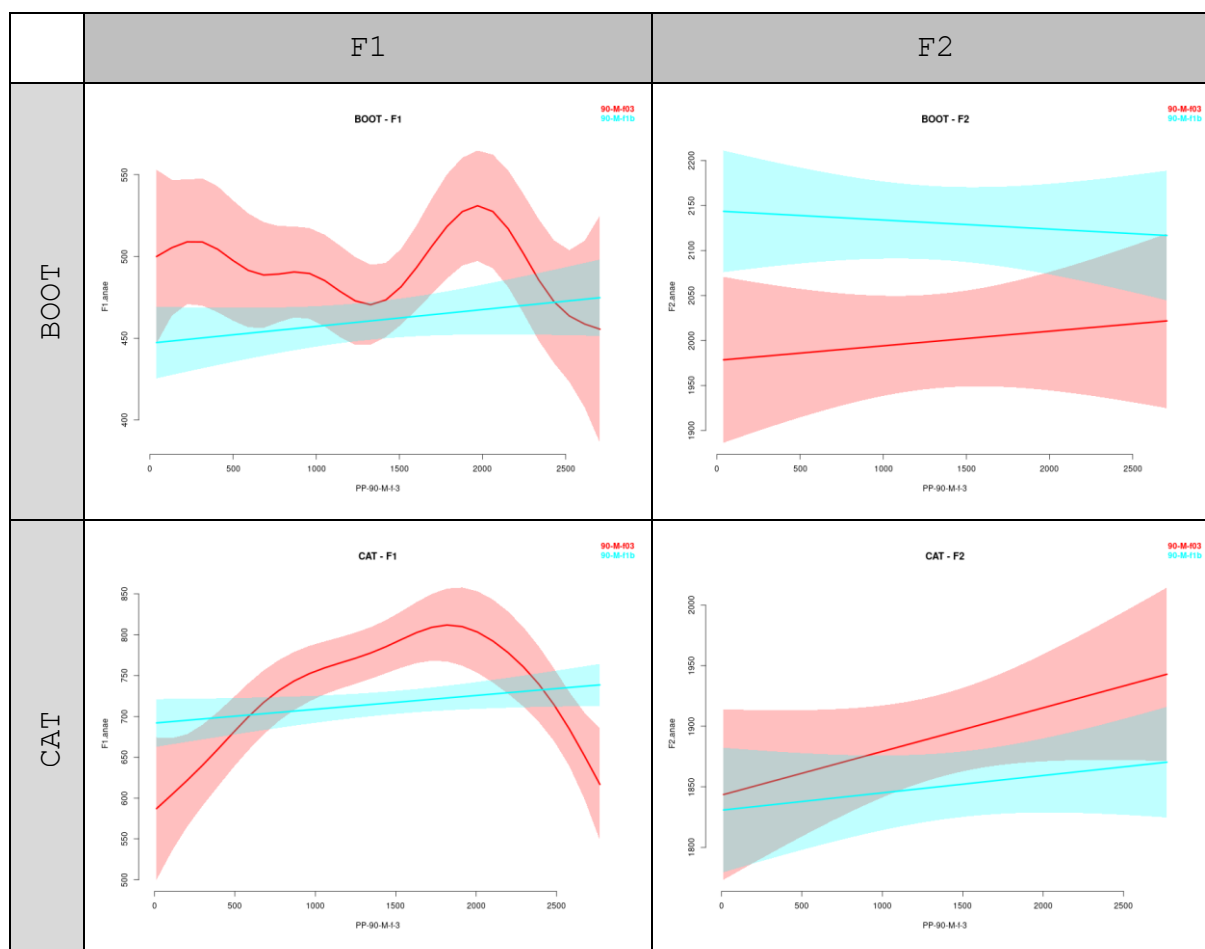 F1
F2
BOOT
BOOT - F1
90-M-f03
90-M-f1b
F1.anae
550
500
450
400
0 500 1000 1500 2000 2500
PP-90-M-f-3
BOOT - F2
90-M-f03
90-M-f1b
F2.anae
2200
2150
2100
2050
2000
1950
1900
0 500 1000 1500 2000 2500
PP-90-M-f-3
CAT
CAT - F1
90-M-f03
90-M-f1b
F1.anae
850
800
750
700
650
600
550
500
0 500 1000 1500 2000 2500
PP-90-M-f-3
CAT - F2
90-M-f03
90-M-f1b
F2.anae
2000
1950
1900
1850
1800
0 500 1000 1500 2000 2500
PP-90-M-f-3